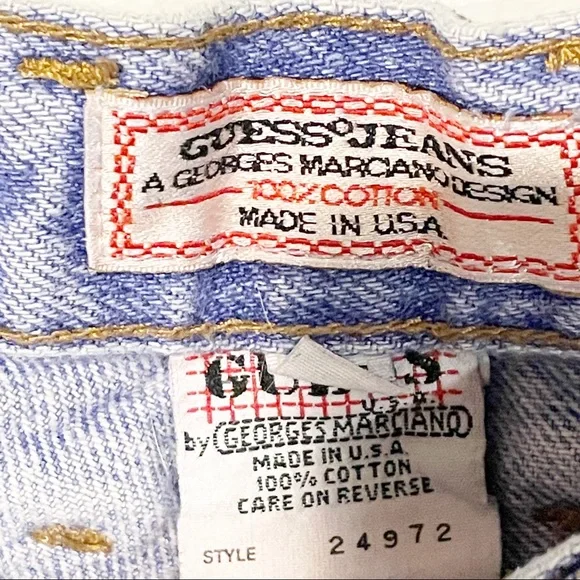 GUESS JEANS
A GEORGES MARCIANO DESIGN
100% COTTON
MADE IN U.S.A.
U.S.A.
by GEORGES MARCIANO
MADE IN U.S.A.
100% COTTON
CARE ON REVERSE
STYLE 24972